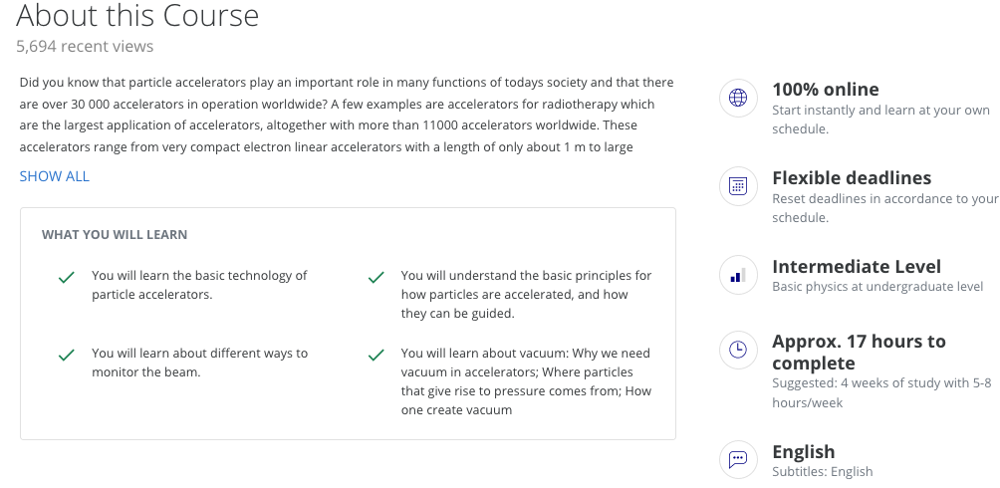 About this Course
5,694 recent views
Did you know that particle accelerators play an important role in many functions of todays society and that there
are over 30 000 accelerators in operation worldwide? A few examples are accelerators for radiotherapy which
are the largest application of accelerators, altogether with more than 11000 accelerators worldwide. These
accelerators range from very compact electron linear accelerators with a length of only about 1 m to large
SHOW ALL
WHAT YOU WILL LEARN
You will learn the basic technology of
particle accelerators.
You will understand the basic principles for
how particles are accelerated, and how
they can be guided.
You will learn about different ways to
monitor the beam.
You will learn about vacuum: Why we need
vacuum in accelerators; Where particles
that give rise to pressure comes from; How
one create vacuum
100% online
Start instantly and learn at your own
schedule.
Flexible deadlines
Reset deadlines in accordance to your
schedule.
Intermediate Level
Basic physics at undergraduate level
Approx. 17 hours to
complete
Suggested: 4 weeks of study with 5-8
hours/week
English
Subtitles: English